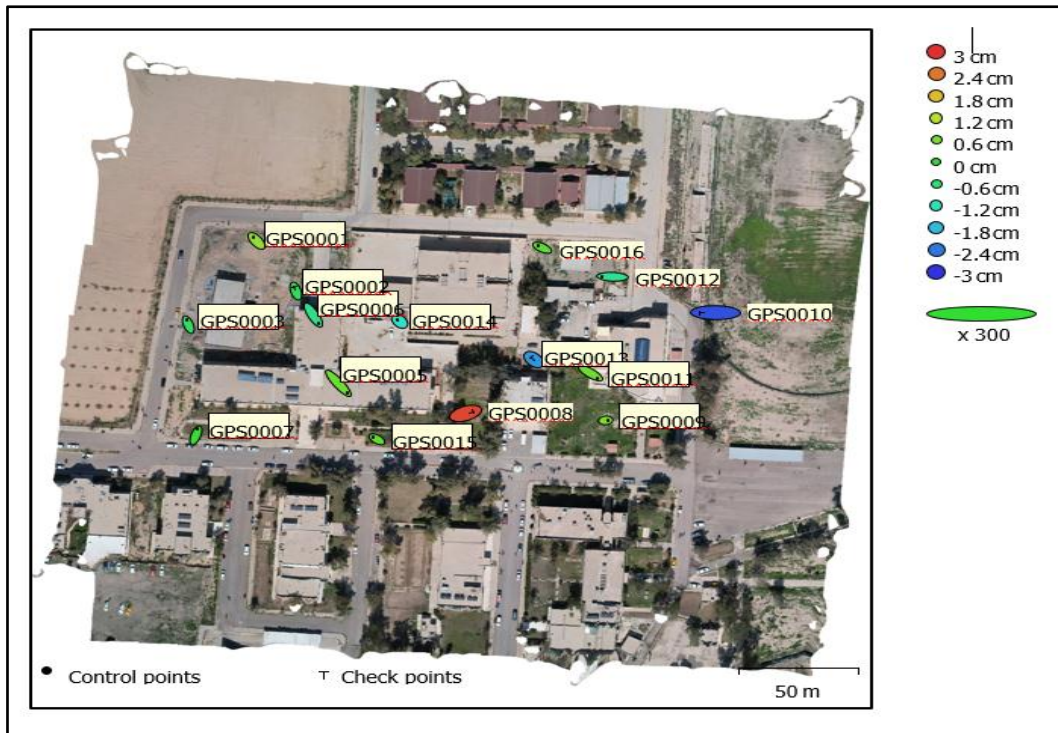 3 cm
2.4 cm
1.8 cm
1.2 cm
0.6 cm
0 cm
-0.6 cm
-1.2 cm
-1.8 cm
-2.4 cm
-3 cm
x 300
GPS0001
GPS0016
GPS0012
GPS0002
GPS0006
GPS0003
GPS0014
GPS0010
GPS0013
GPS0005
GPS0011
GPS0008
GPS0009
GPS0007
GPS0015
Control points
Check points
50 m